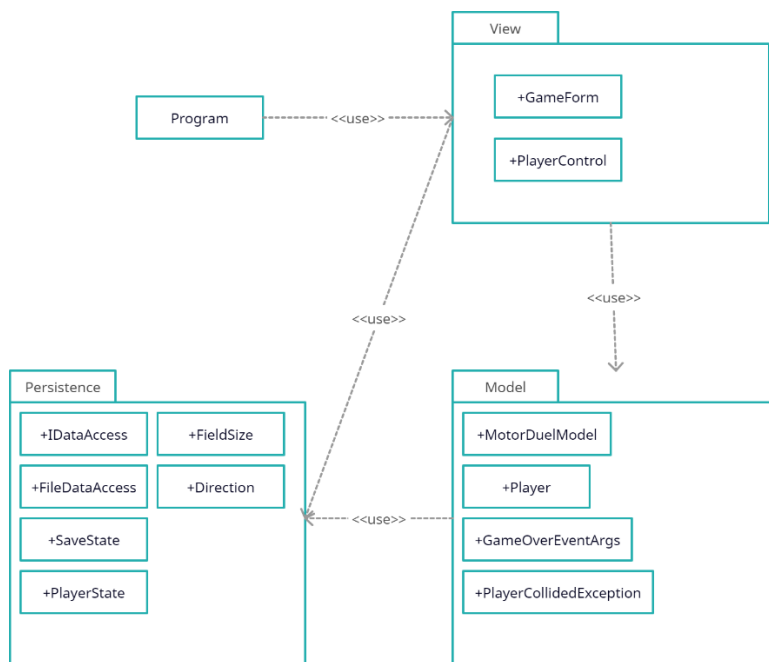 View
+GameForm
Program
<<use>>
+PlayerControl
<<use>>
<<use>>
Persistence
+IDataAccess
+FieldSize
+FileDataAccess
+Direction
+SaveState
+PlayerState
<<use>>
Model
+MotorDuelModel
+Player
+GameOverEventArgs
+PlayerCollidedException